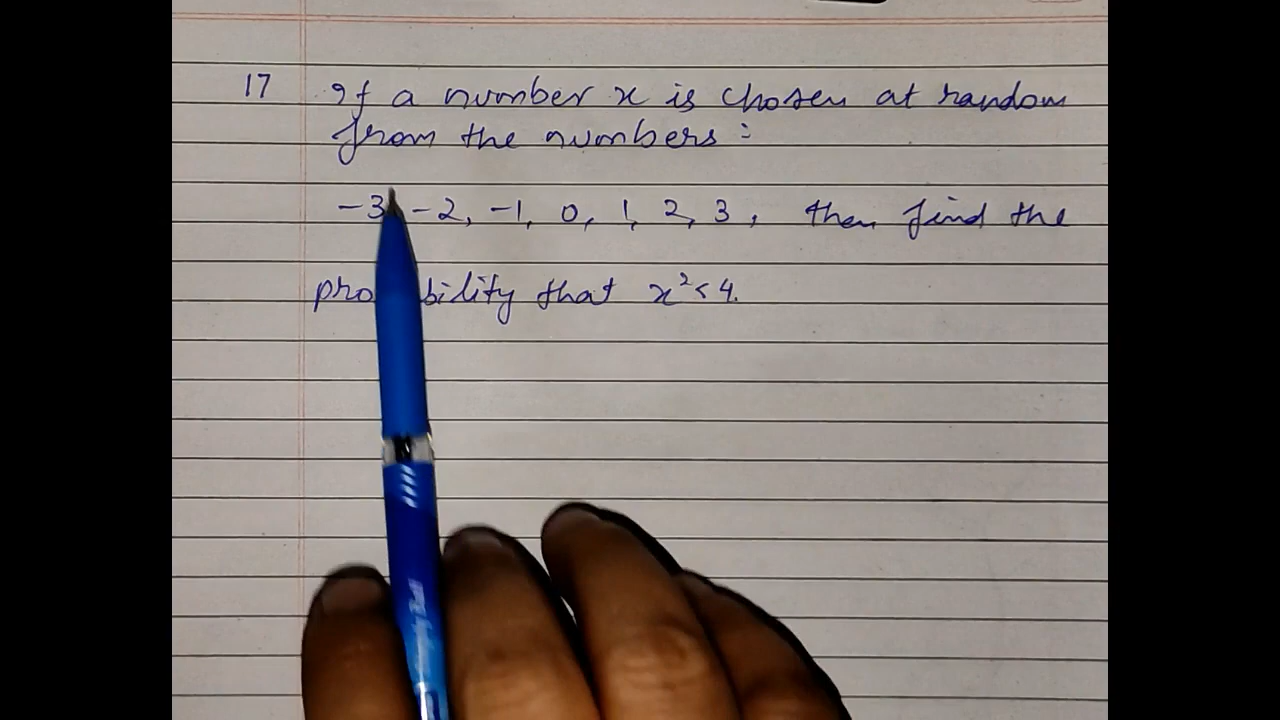 17 If a number x is chosen at random
from the numbers:
-3, -2, -1, 0, 1, 2, 3, then find the
that x² < 4.